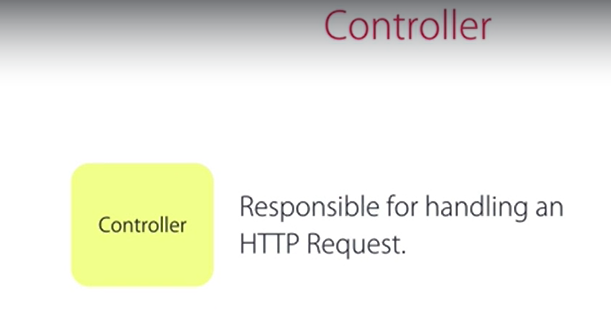 Controller
Controller
Responsible for handling an
HTTP Request.